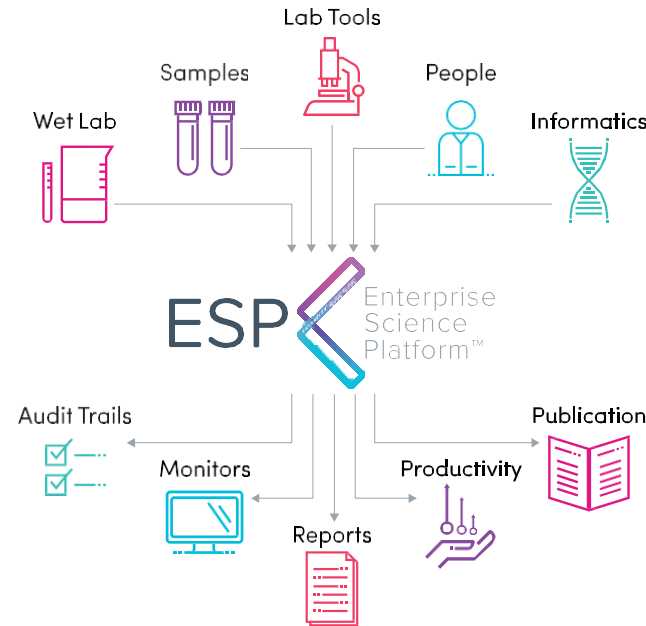 Lab Tools
Samples
People
Wet Lab
Informatics
ESP
Enterprise
Science
Platform™
Audit Trails
Publication
Monitors
Productivity
Reports